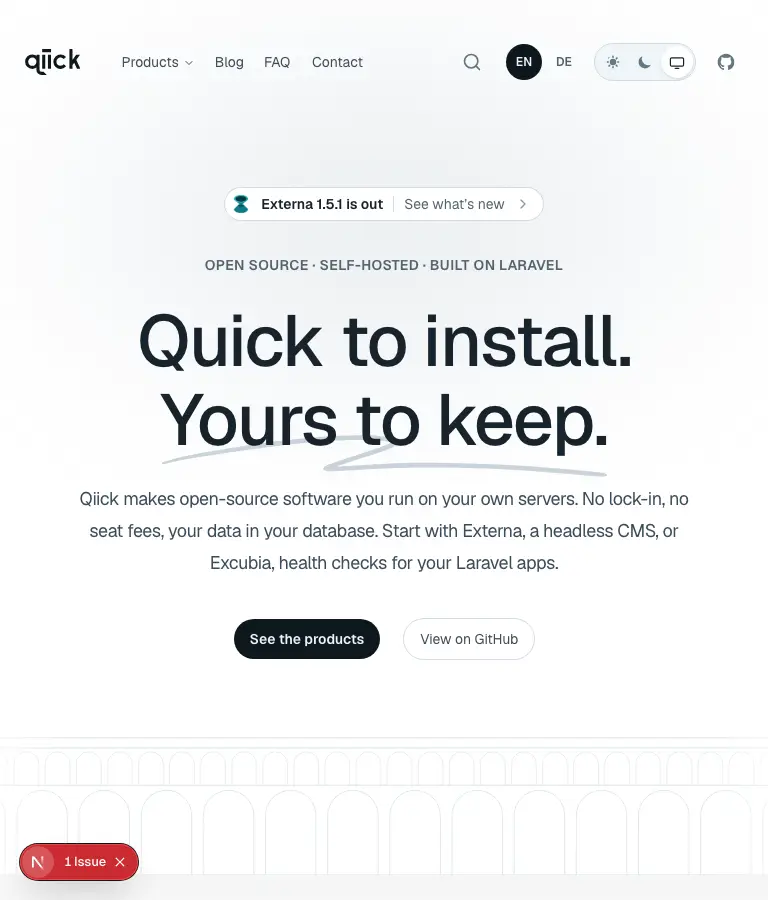 qiick
Products
Blog
FAQ
Contact
EN
DE
Externa 1.5.1 is out
See what's new
OPEN SOURCE · SELF-HOSTED · BUILT ON LARAVEL
Quick to install.
Yours to keep.
Qiick makes open-source software you run on your own servers. No lock-in, no
seat fees, your data in your database. Start with Externa, a headless CMS, or
Excubia, health checks for your Laravel apps.
See the products
View on GitHub
N
1 Issue